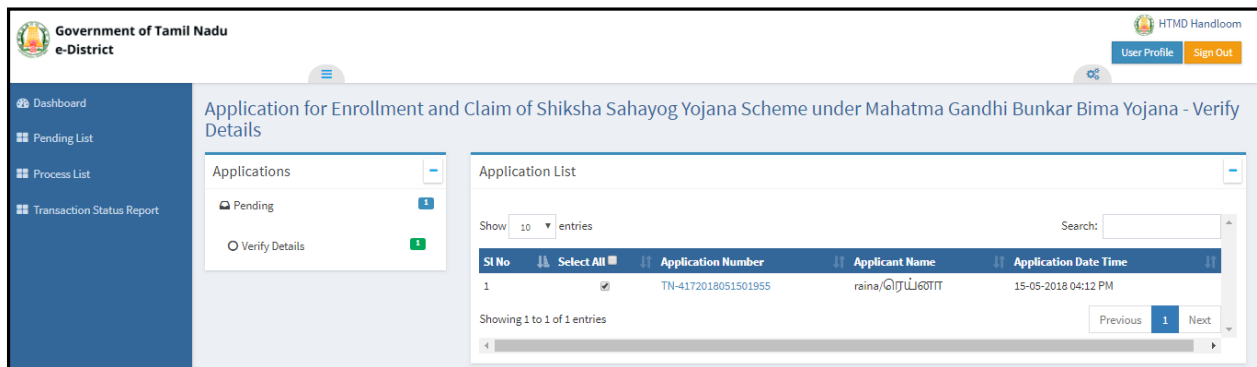 Government of Tamil Nadu
e-District
HTMD Handloom
User Profile
Sign Out
Dashboard
Pending List
Process List
Transaction Status Report
Application for Enrollment and Claim of Shiksha Sahayog Yojana Scheme under Mahatma Gandhi Bunkar Bima Yojana - Verify
Details
Applications
Pending 1
Verify Details 1
Application List
Show 10 entries
Search:
Sl No Select All Application Number Applicant Name Application Date Time
1 TN-4172018051501955 raina/ரெய்னா 15-05-2018 04:12 PM
Showing 1 to 1 of 1 entries
Previous 1 Next